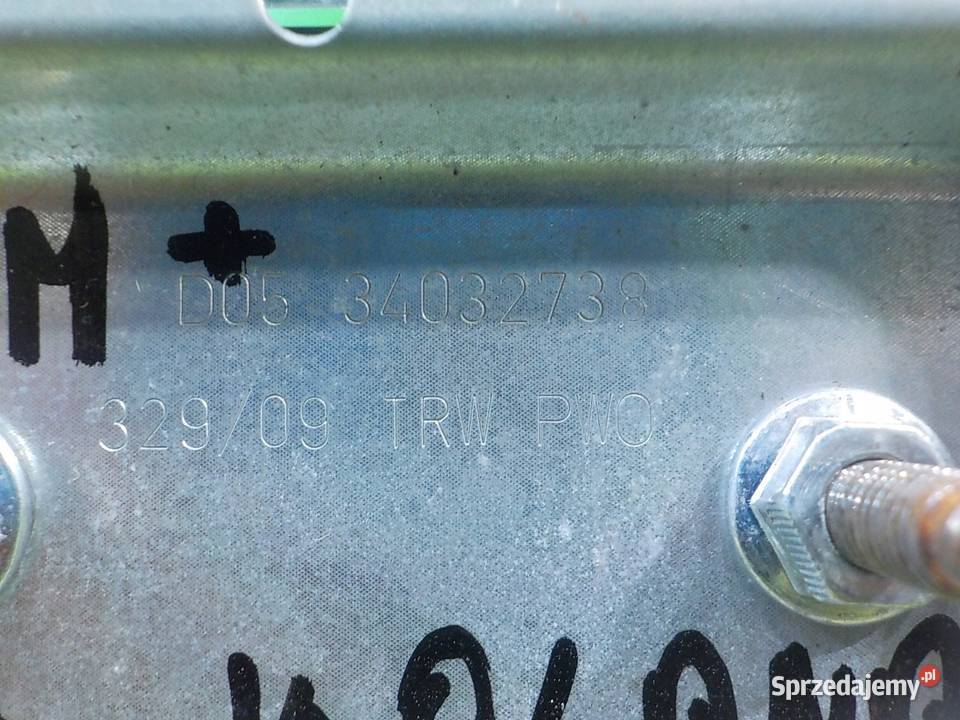 M +
D05 34032738
329/09 TRW PWO
Sprzedajemy.pl